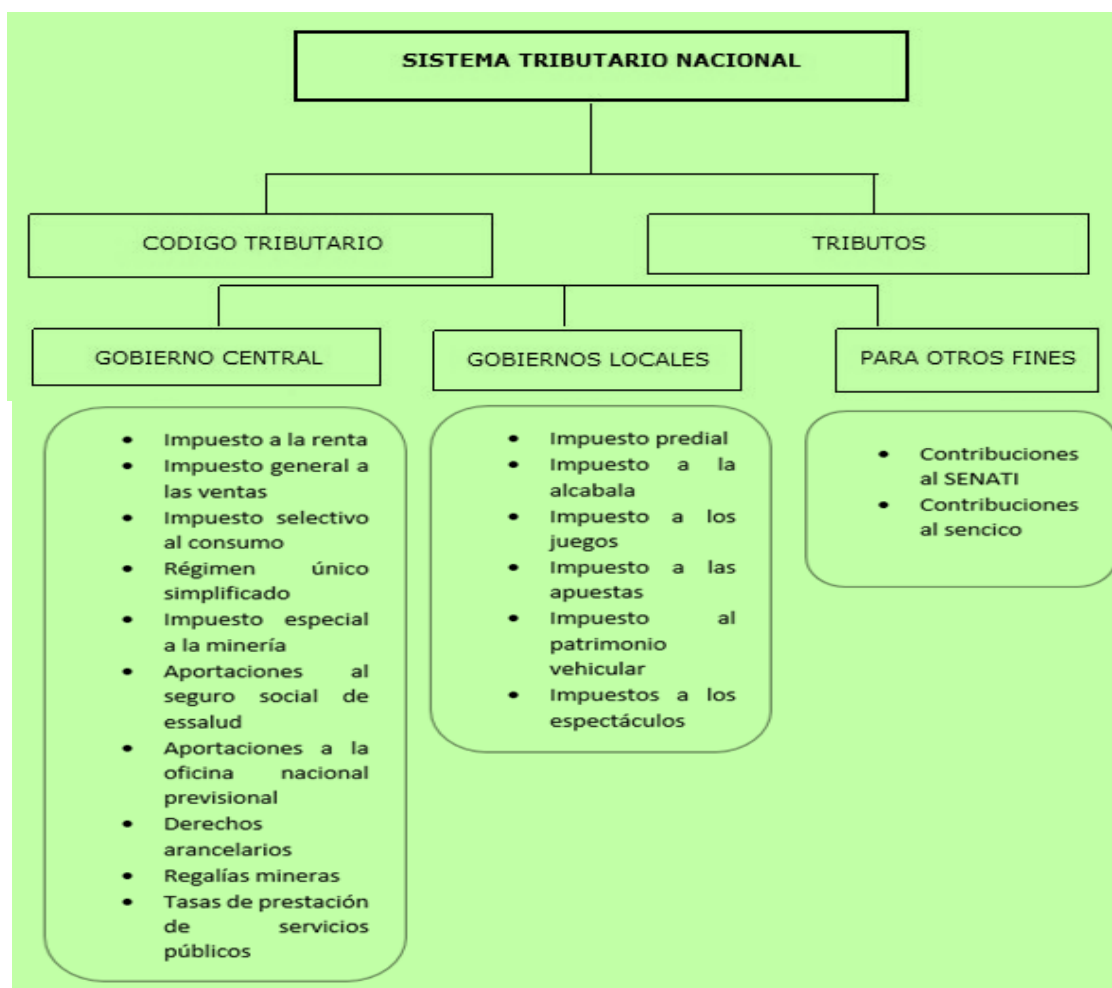 SISTEMA TRIBUTARIO NACIONAL
CODIGO TRIBUTARIO
TRIBUTOS
GOBIERNO CENTRAL
GOBIERNOS LOCALES
PARA OTROS FINES
• Impuesto a la renta
• Impuesto general a
las ventas
• Impuesto selectivo
al consumo
• Régimen único
simplificado
• Impuesto especial
a la minería
• Aportaciones al
seguro social de
essalud
• Aportaciones a la
oficina nacional
previsional
• Derechos
arancelarios
• Regalías mineras
• Tasas de prestación
de servicios
públicos
• Impuesto predial
• Impuesto a la
alcabala
• Impuesto a los
juegos
• Impuesto a las
apuestas
• Impuesto al
patrimonio
vehicular
• Impuestos a los
espectáculos
• Contribuciones
al SENATI
• Contribuciones
al sencico